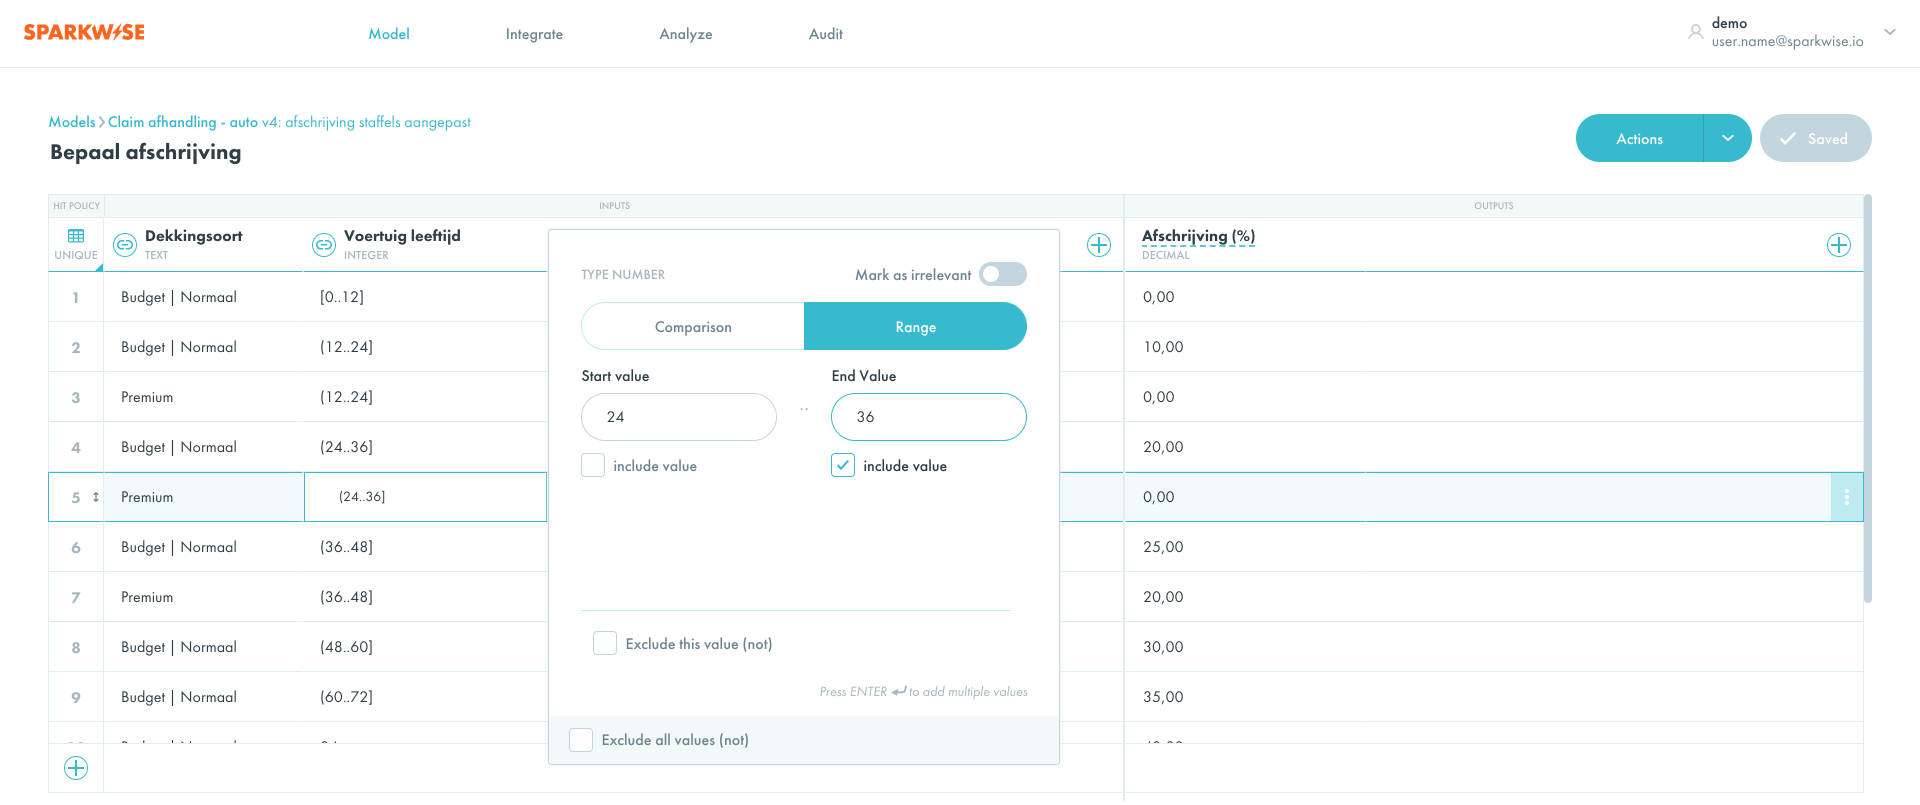 SPARKWISE
Model
Integrate
Analyze
Audit
demo
user.name@sparkwise.io
Models > Claim afhandling - auto v4: afschrijving staffels aangepast
Bepaal afschrijving
Actions
Saved
HIT POLICY
INPUTS
OUTPUTS
UNIQUE
Dekkingsoort
TEXT
Voertuig leeftijd
INTEGER
Afschrijving (%)
DECIMAL
1 Budget | Normaal [0..12] 0,00
2 Budget | Normaal (12..24] 10,00
3 Premium (12..24] 0,00
4 Budget | Normaal (24..36] 20,00
5 Premium (24..36] 0,00
6 Budget | Normaal (36..48] 25,00
7 Premium (36..48] 20,00
8 Budget | Normaal (48..60] 30,00
9 Budget | Normaal (60..72] 35,00
TYPE NUMBER
Mark as irrelevant
Comparison
Range
Start value
End Value
24
..
36
include value
include value
Exclude this value (not)
Press ENTER to add multiple values
Exclude all values (not)